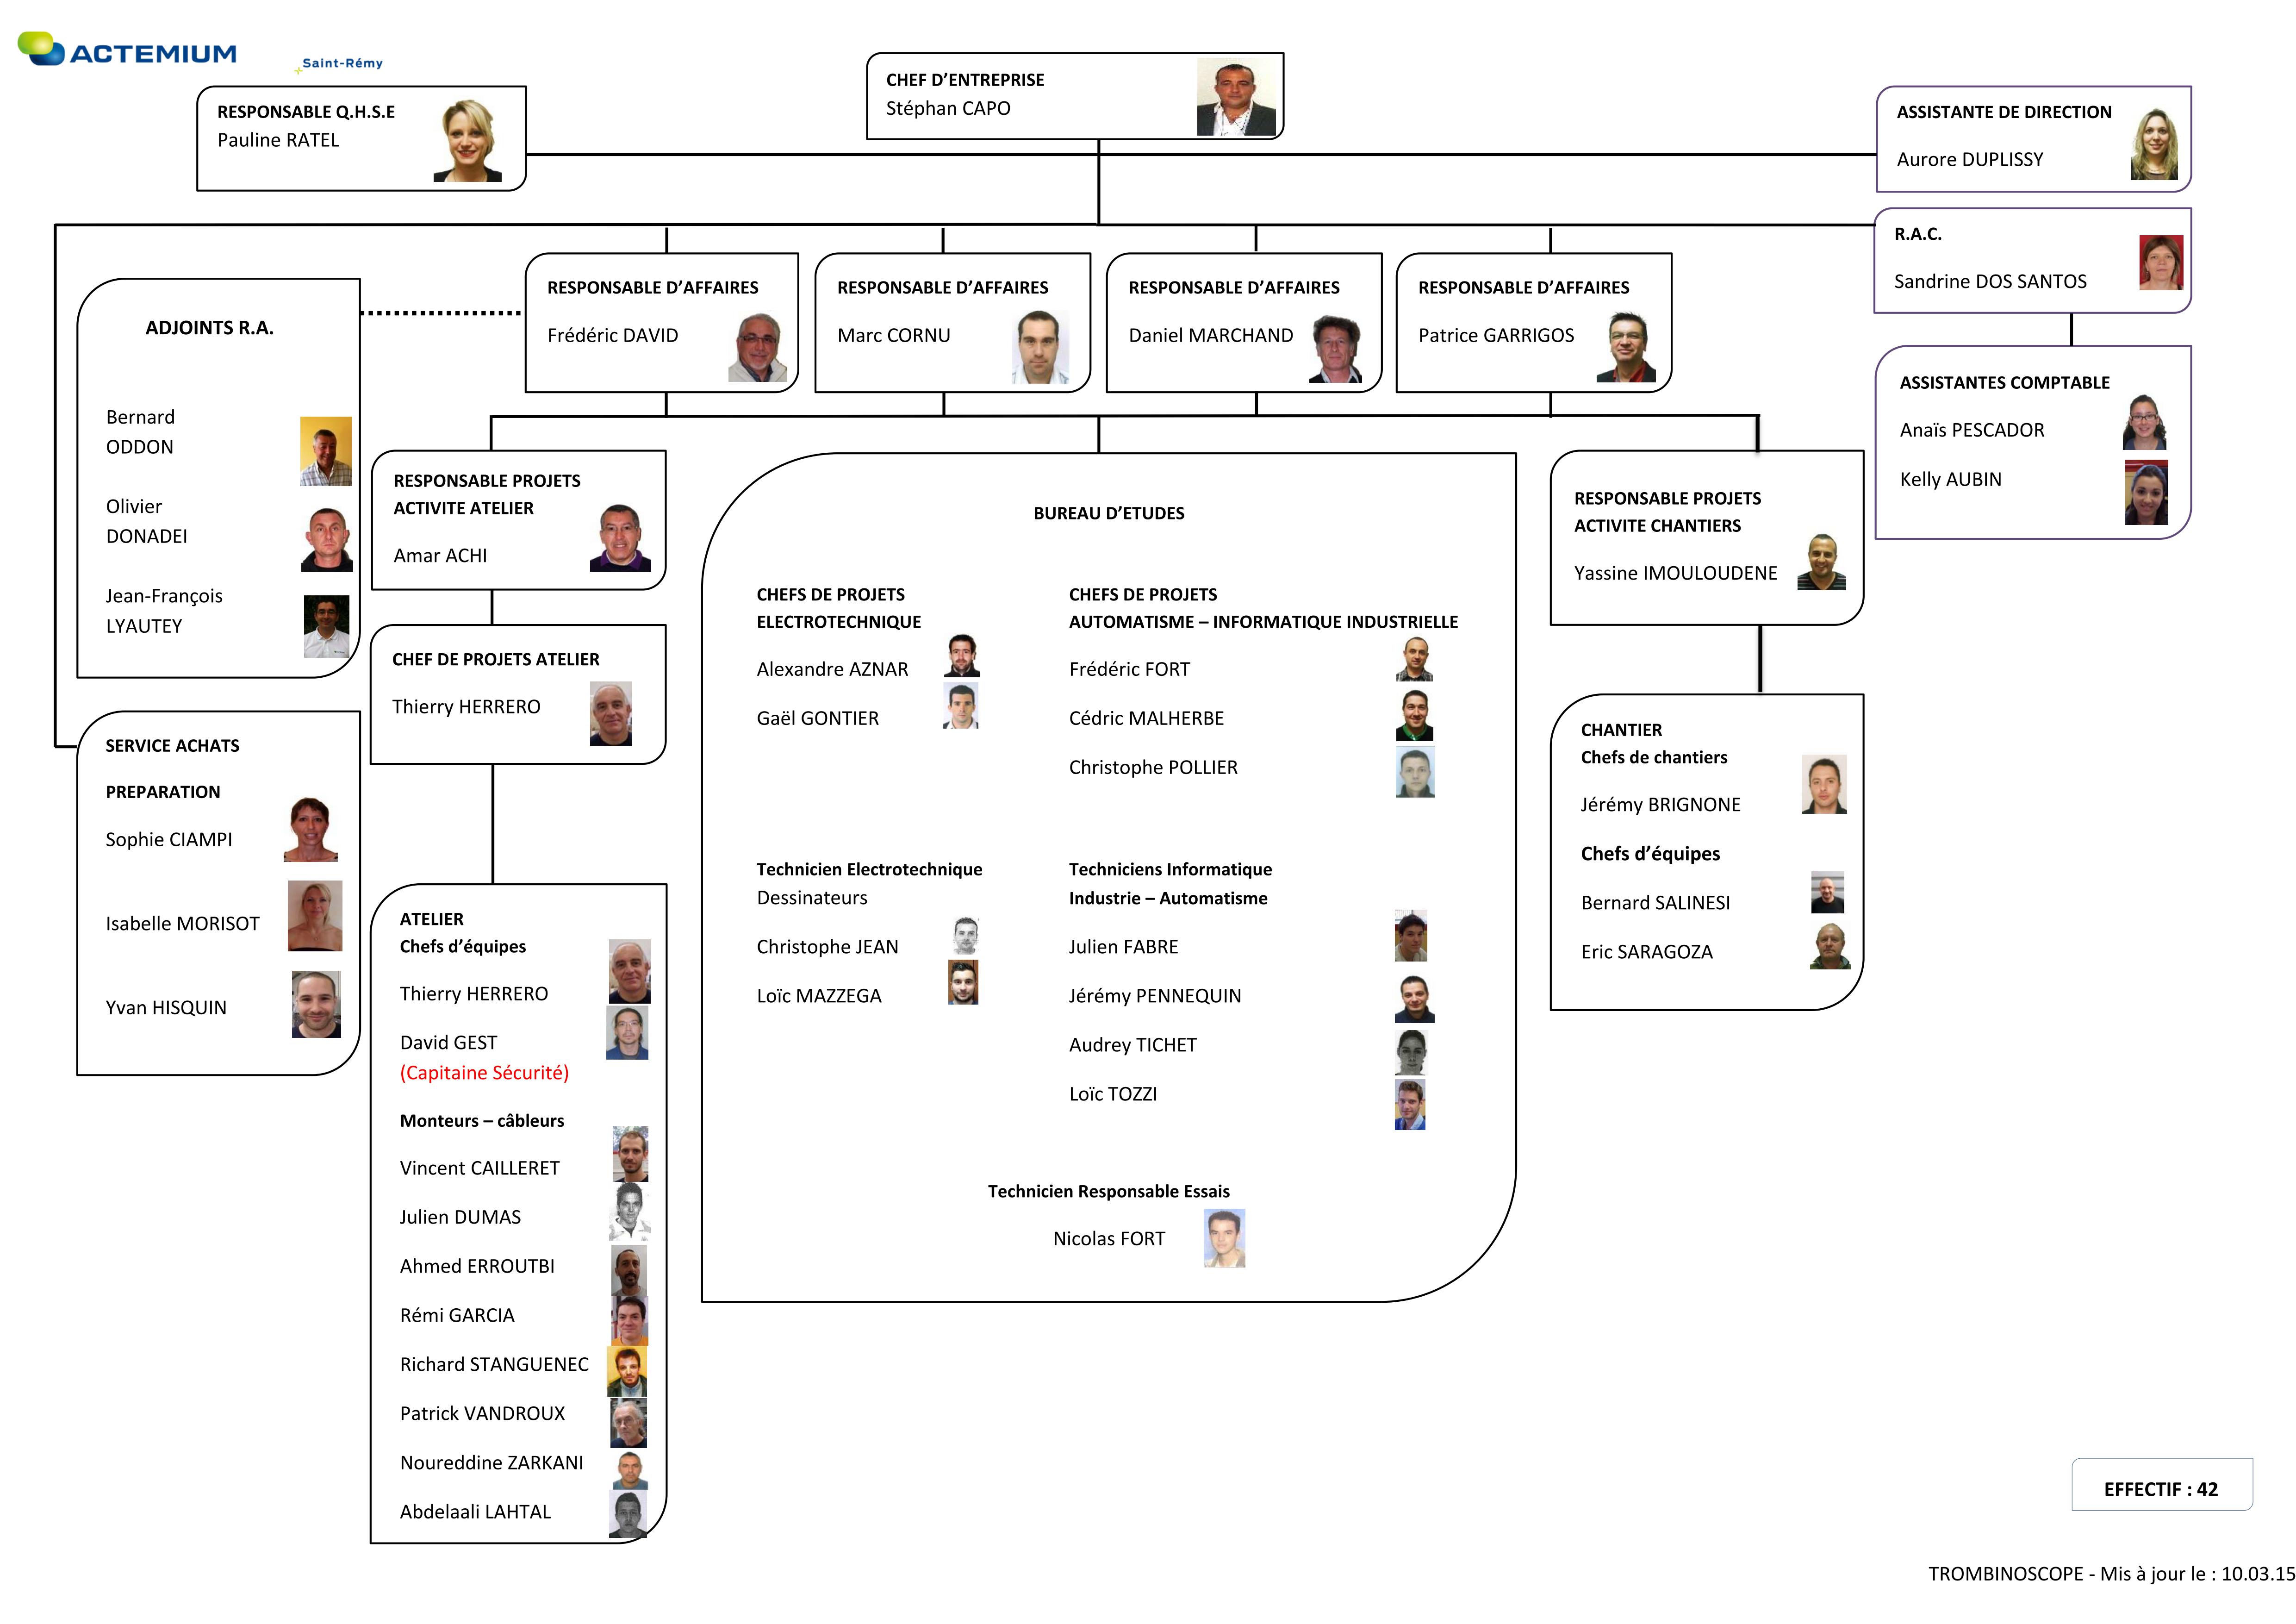 ACTEMIUM
Saint-Rémy
RESPONSABLE Q.H.S.E
Pauline RATEL
CHEF D'ENTREPRISE
Stéphan CAPO
ASSISTANTE DE DIRECTION
Aurore DUPLISSY
R.A.C.
Sandrine DOS SANTOS
ASSISTANTES COMPTABLE
Anaïs PESCADOR
Kelly AUBIN
ADJOINTS R.A.
Bernard
ODDON
Olivier
DONADEI
Jean-François
LYAUTEY
RESPONSABLE D'AFFAIRES
Frédéric DAVID
RESPONSABLE D'AFFAIRES
Marc CORNU
RESPONSABLE D'AFFAIRES
Daniel MARCHAND
RESPONSABLE D'AFFAIRES
Patrice GARRIGOS
SERVICE ACHATS
PREPARATION
Sophie CIAMPI
Isabelle MORISOT
Yvan HISQUIN
RESPONSABLE PROJETS
ACTIVITE ATELIER
Amar ACHI
CHEF DE PROJETS ATELIER
Thierry HERRERO
ATELIER
Chefs d'équipes
Thierry HERRERO
David GEST
(Capitaine Sécurité)
Monteurs – câbleurs
Vincent CAILLERET
Julien DUMAS
Ahmed ERROUTBI
Rémi GARCIA
Richard STANGUENEC
Patrick VANDROUX
Noureddine ZARKANI
Abdelaali LAHTAL
BUREAU D'ETUDES
CHEFS DE PROJETS
ELECTROTECHNIQUE
Alexandre AZNAR
Gaël GONTIER
CHEFS DE PROJETS
AUTOMATISME – INFORMATIQUE INDUSTRIELLE
Frédéric FORT
Cédric MALHERBE
Christophe POLLIER
Technicien Electrotechnique
Dessinateurs
Christophe JEAN
Loïc MAZZEGA
Techniciens Informatique
Industrie – Automatisme
Julien FABRE
Jérémy PENNEQUIN
Audrey TICHET
Loïc TOZZI
Technicien Responsable Essais
Nicolas FORT
RESPONSABLE PROJETS
ACTIVITE CHANTIERS
Yassine IMOULOUDENE
CHANTIER
Chefs de chantiers
Jérémy BRIGNONE
Chefs d'équipes
Bernard SALINESI
Eric SARAGOZA
EFFECTIF : 42
TROMBINOSCOPE - Mis à jour le : 10.03.15